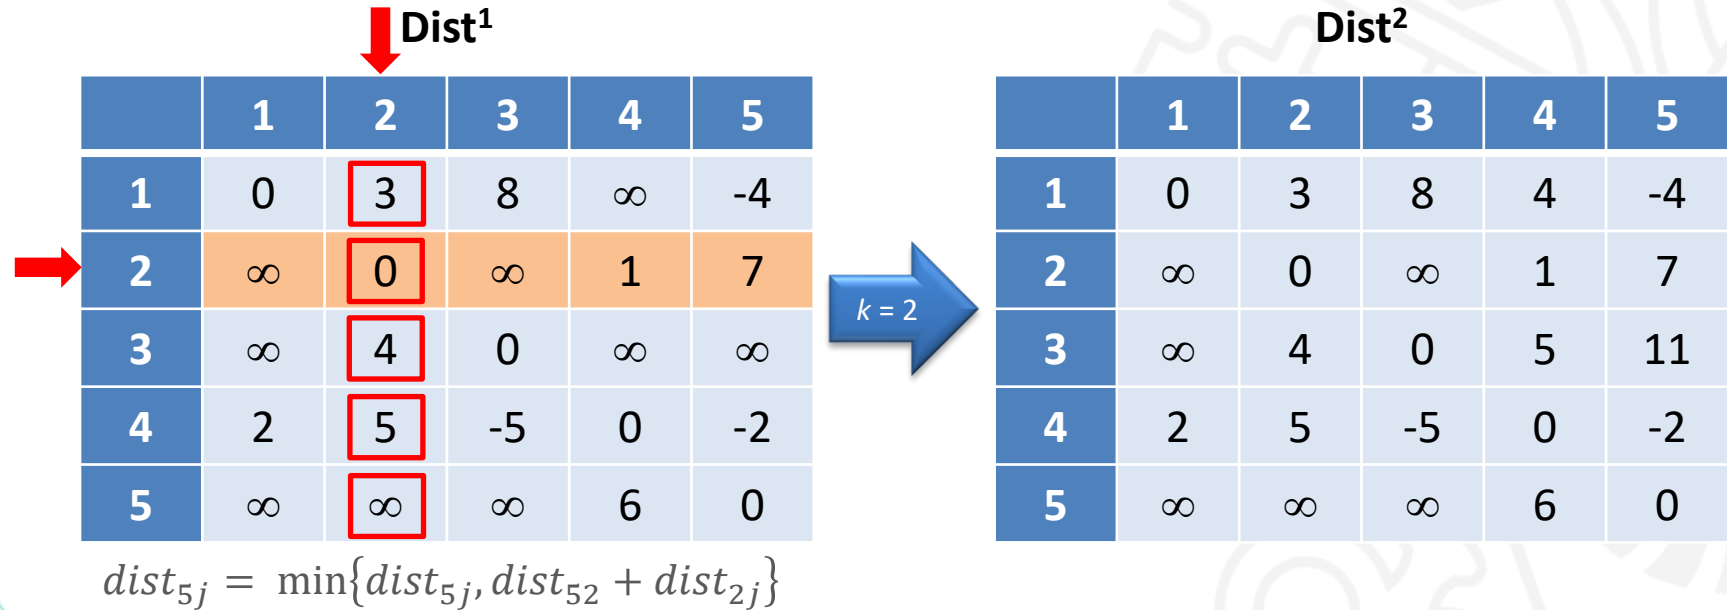 Dist¹ Dist²
1 2 3 4 5 1 2 3 4 5
1 0 3 8 ∞ -4 1 0 3 8 4 -4
2 ∞ 0 ∞ 1 7 2 ∞ 0 ∞ 1 7
k = 2
3 ∞ 4 0 ∞ ∞ 3 ∞ 4 0 5 11
4 2 5 -5 0 -2 4 2 5 -5 0 -2
5 ∞ ∞ ∞ 6 0 5 ∞ ∞ ∞ 6 0
dist₅ⱼ = min{dist₅ⱼ, dist₅₂ + dist₂ⱼ}